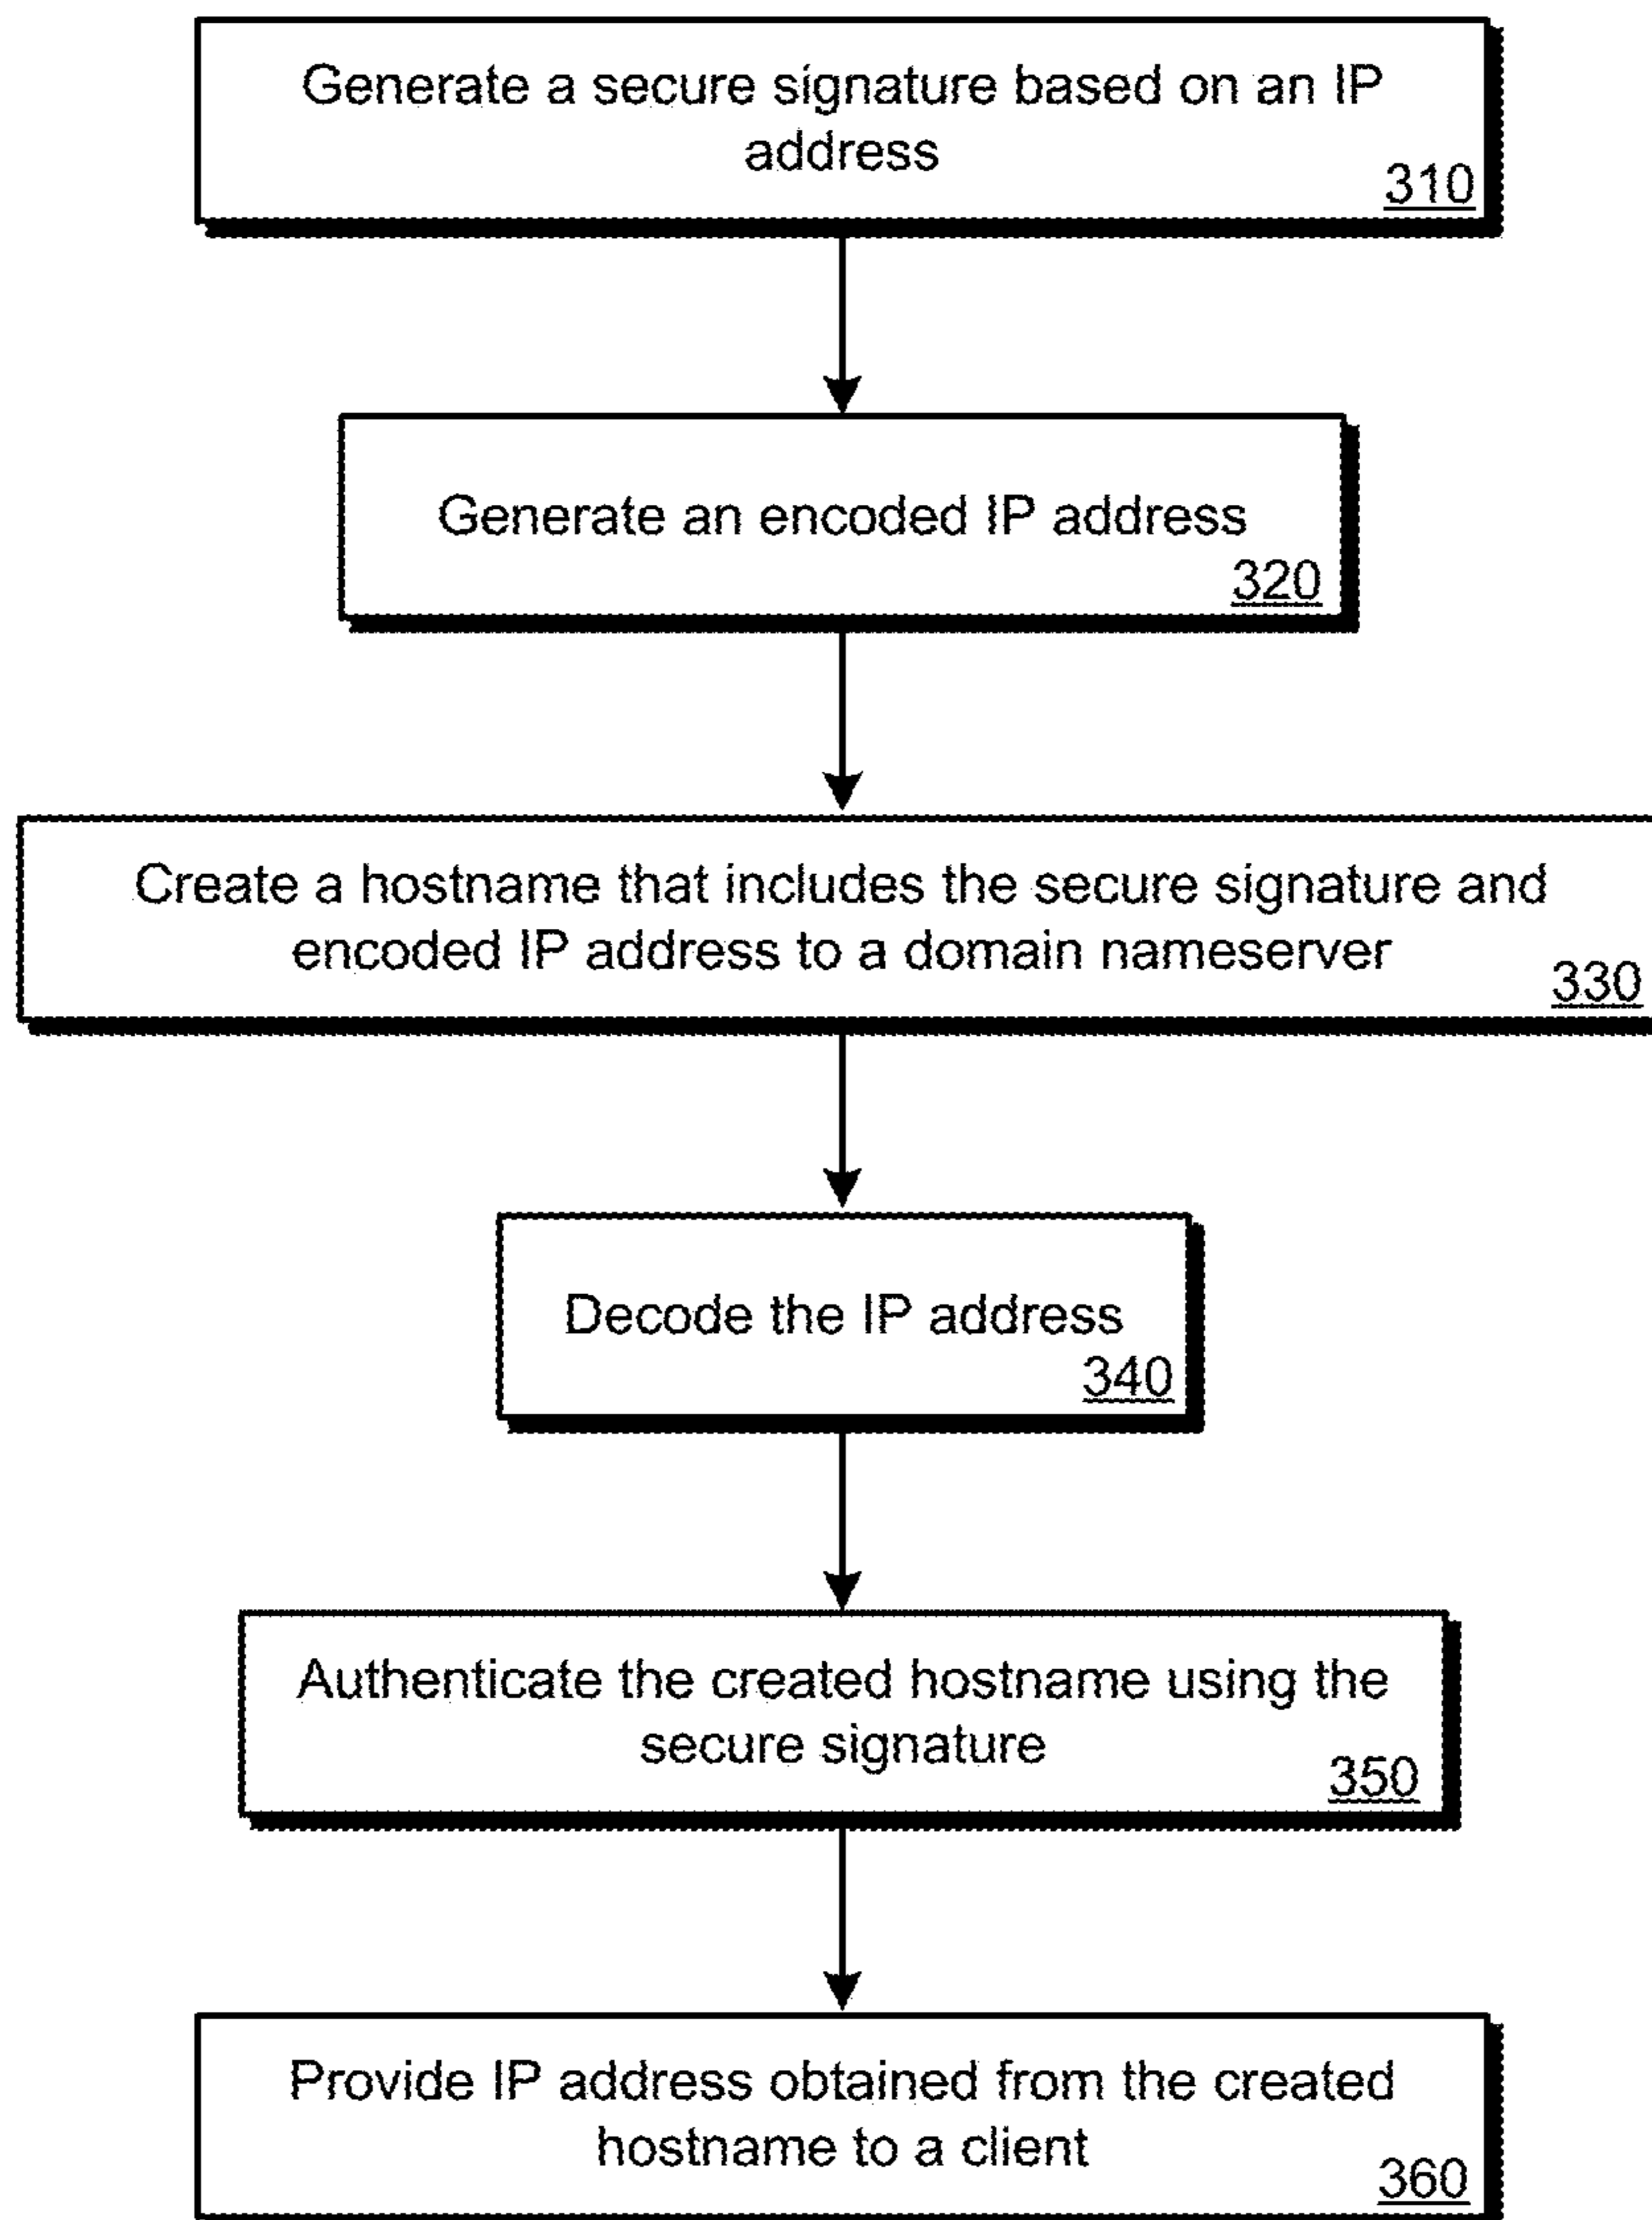 Generate a secure signature based on an IP
address
310
Generate an encoded IP address
320
Create a hostname that includes the secure signature and
encoded IP address to a domain nameserver
330
Decode the IP address
340
Authenticate the created hostname using the
secure signature
350
Provide IP address obtained from the created
hostname to a client
360